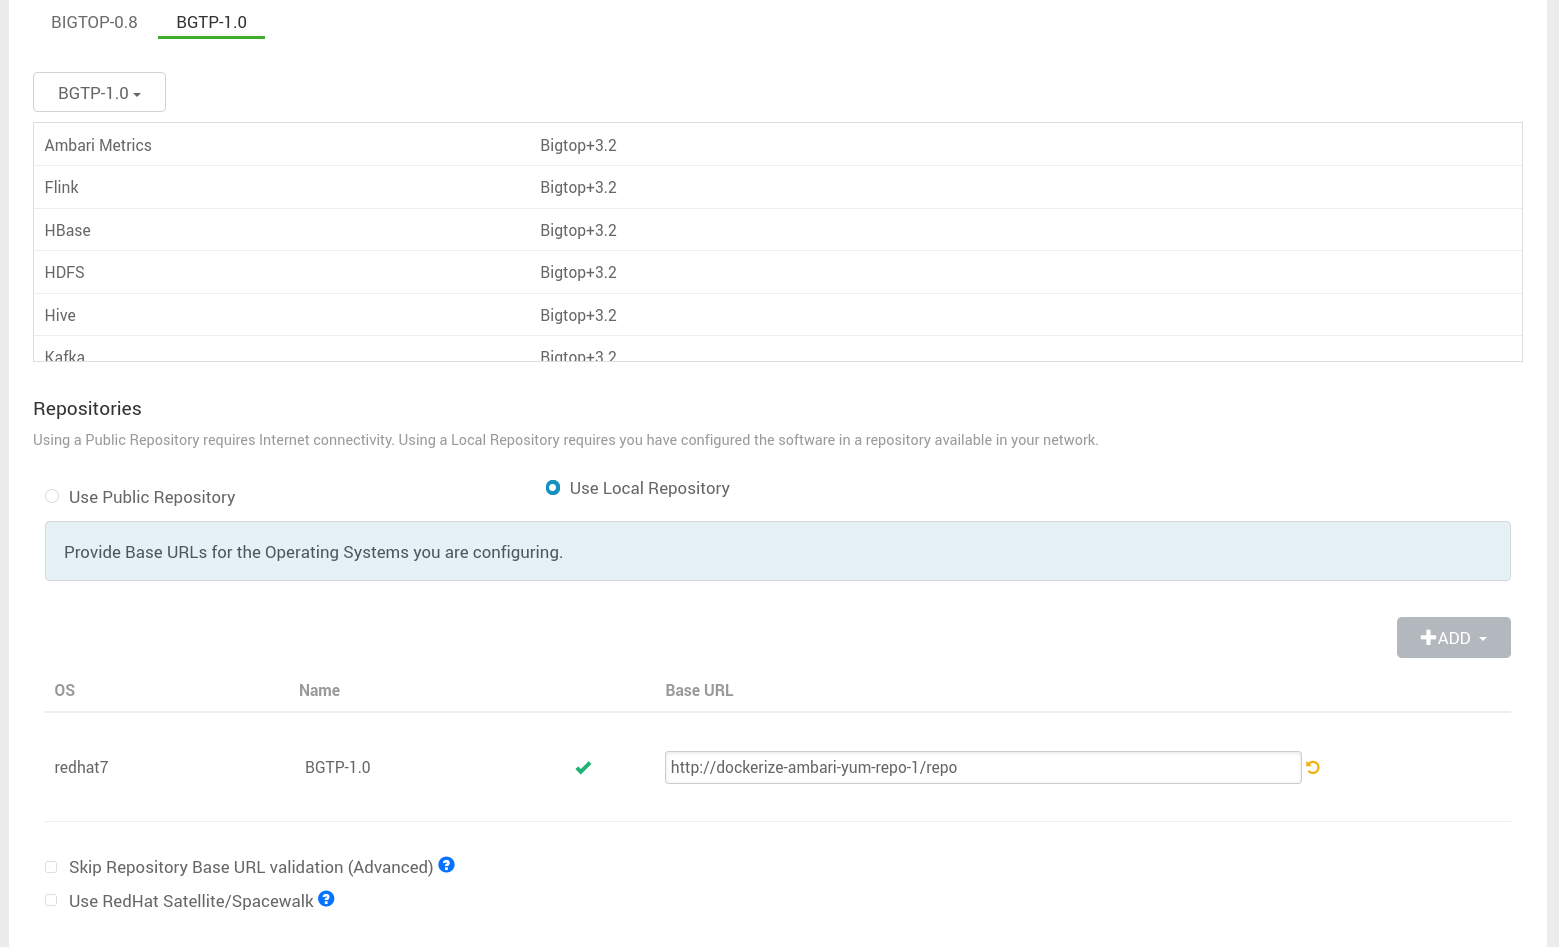 BIGTOP-0.8 BGTP-1.0
BGTP-1.0
Ambari Metrics Bigtop+3.2
Flink Bigtop+3.2
HBase Bigtop+3.2
HDFS Bigtop+3.2
Hive Bigtop+3.2
Kafka Bigtop+3.2
Repositories
Using a Public Repository requires Internet connectivity. Using a Local Repository requires you have configured the software in a repository available in your network.
Use Public Repository Use Local Repository
Provide Base URLs for the Operating Systems you are configuring.
ADD
OS Name Base URL
redhat7 BGTP-1.0 http://dockerize-ambari-yum-repo-1/repo
Skip Repository Base URL validation (Advanced) ?
Use RedHat Satellite/Spacewalk ?